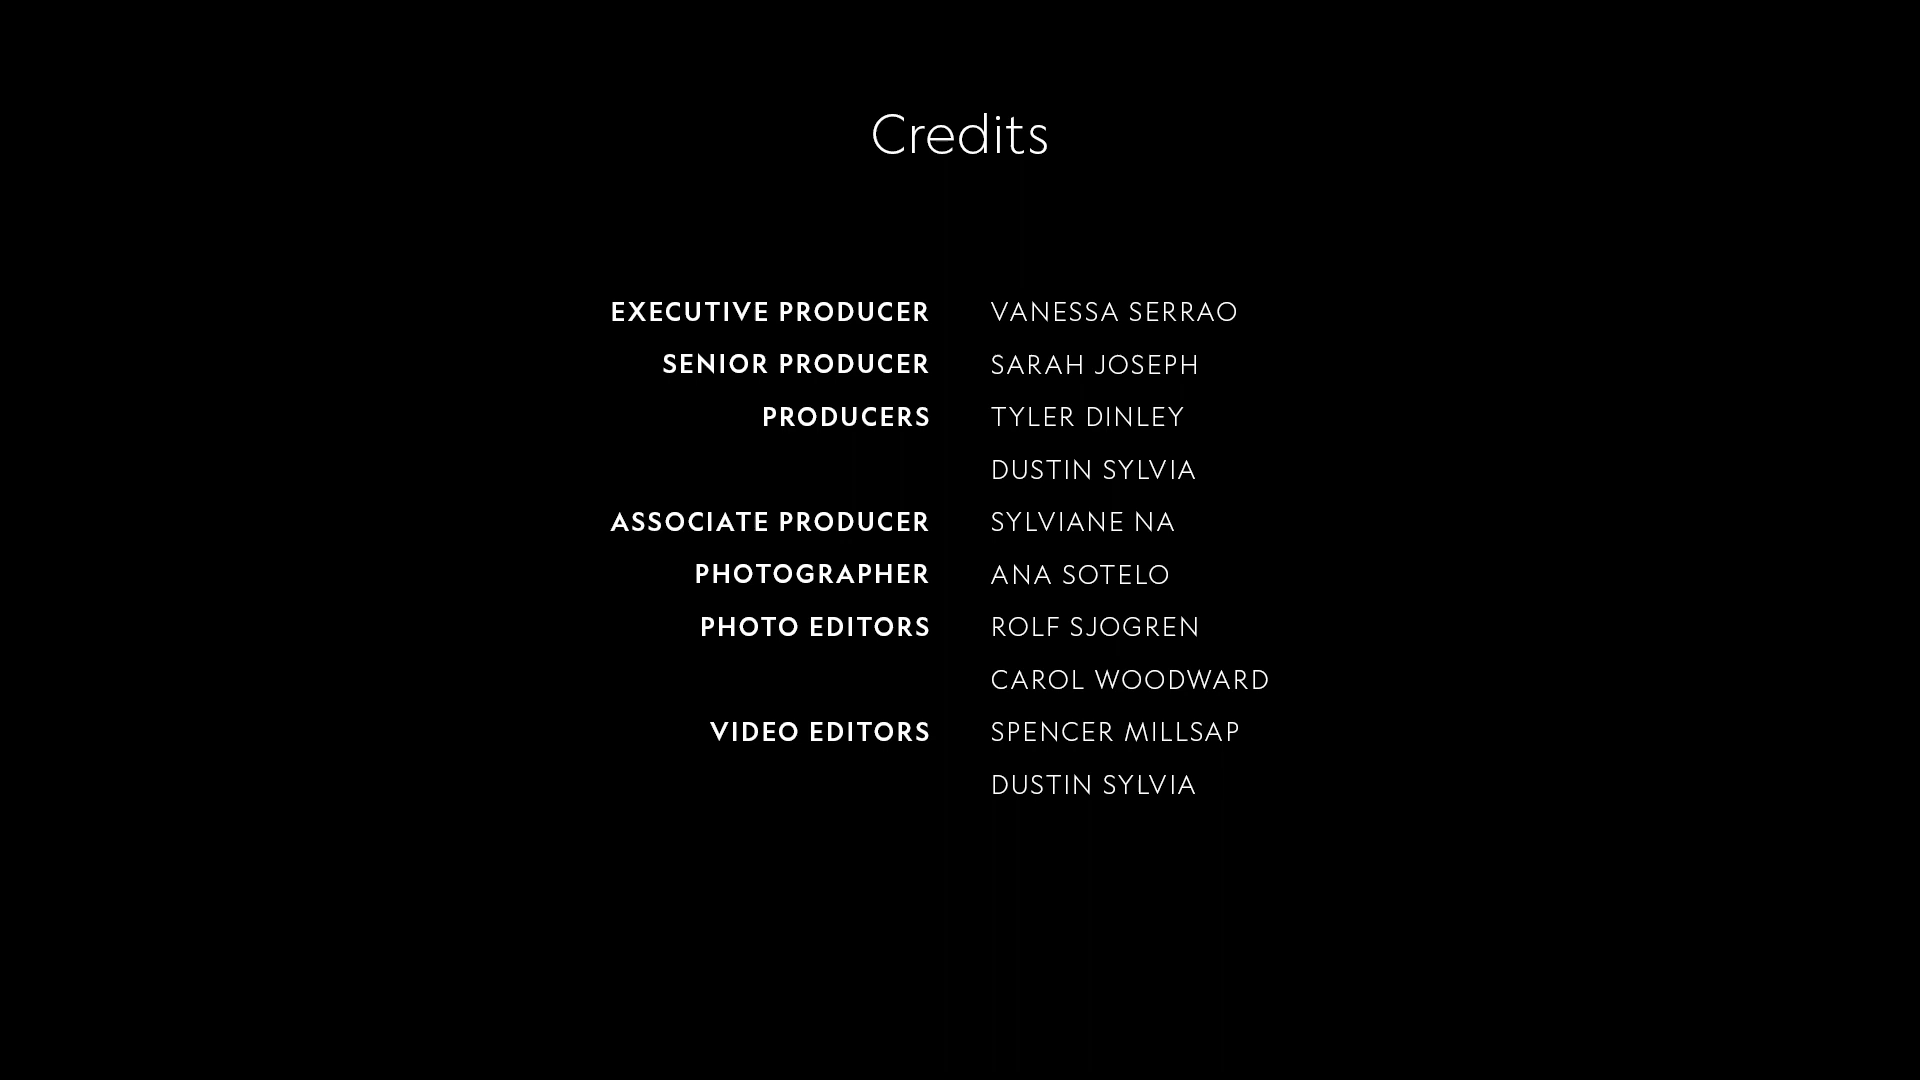 Credits
EXECUTIVE PRODUCER VANESSA SERRAO
SENIOR PRODUCER SARAH JOSEPH
PRODUCERS TYLER DINLEY
DUSTIN SYLVIA
ASSOCIATE PRODUCER SYLVIANE NA
PHOTOGRAPHER ANA SOTELO
PHOTO EDITORS ROLF SJOGREN
CAROL WOODWARD
VIDEO EDITORS SPENCER MILLSAP
DUSTIN SYLVIA